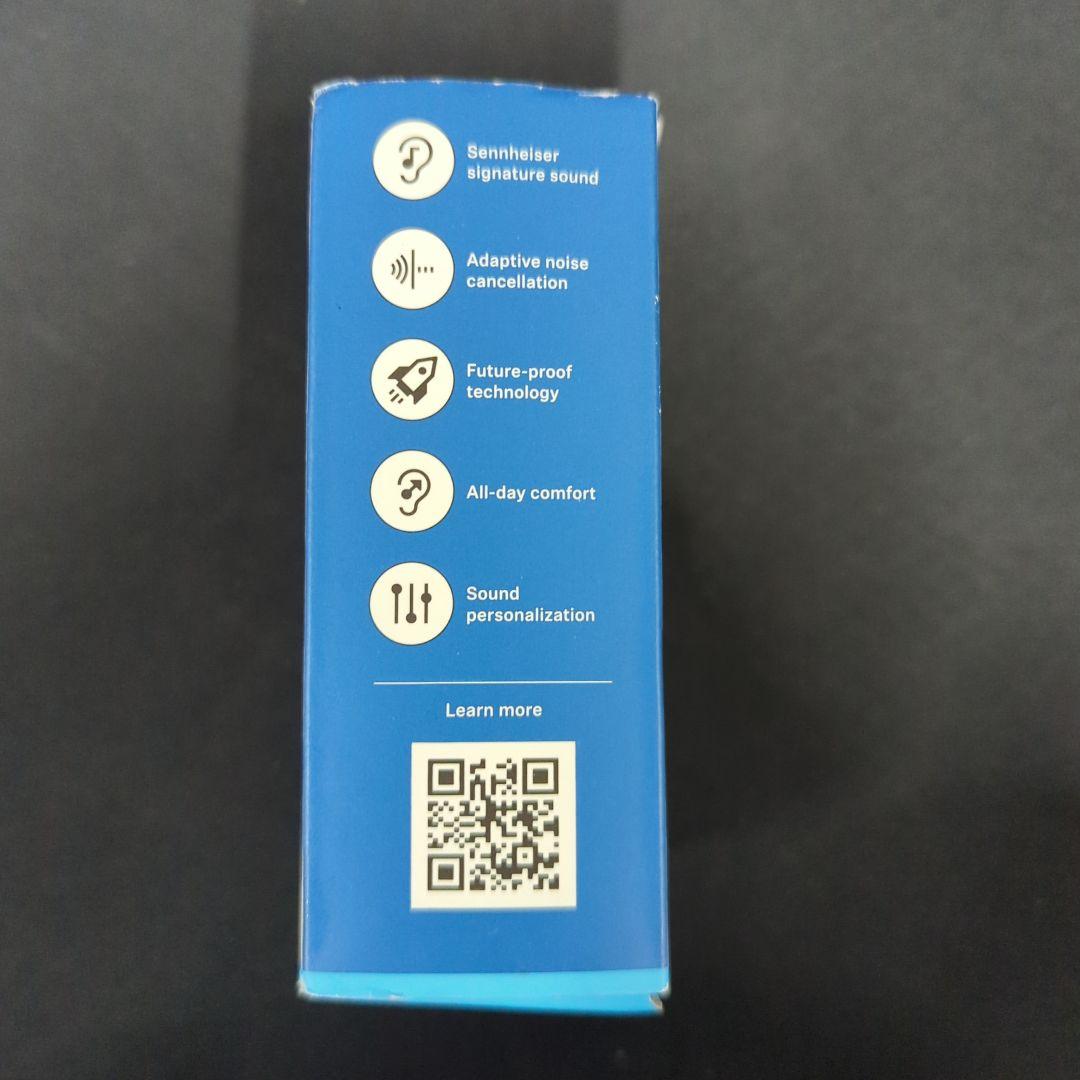 Sennheiser
signature sound
Adaptive noise
cancellation
Future-proof
technology
All-day comfort
Sound
personalization
Learn more